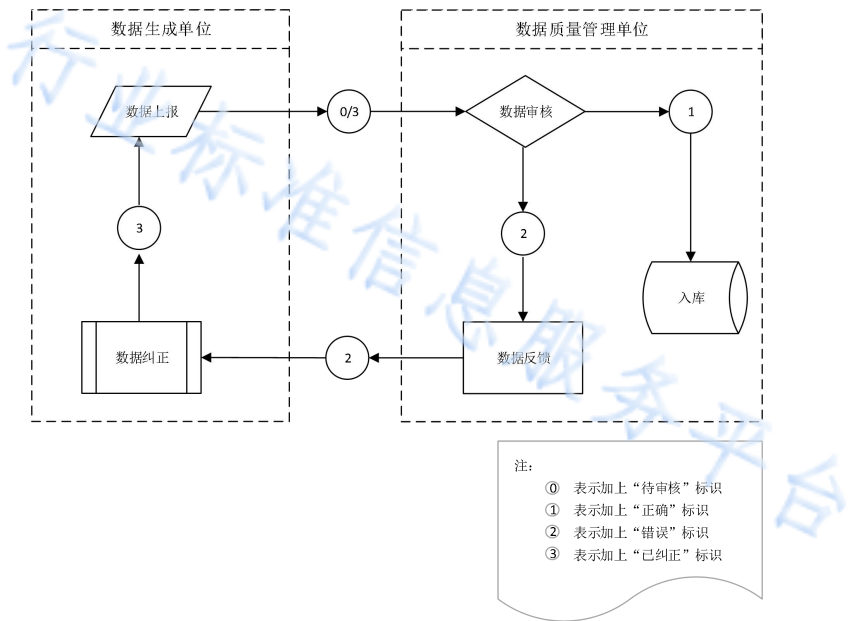 数据生成单位
数据质量管理单位
数据上报
0/3
数据审核
1
3
2
入库
数据纠正
2
数据反馈
注：
⓪ 表示加上“待审核”标识
① 表示加上“正确”标识
② 表示加上“错误”标识
③ 表示加上“已纠正”标识
行业标准信息服务平台